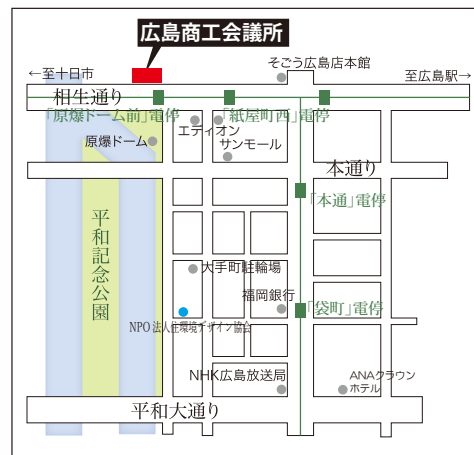 広島商工会議所
そごう広島店本館
←至十日市
至広島駅→
相生通り
「原爆ドーム前」電停
「紙屋町西」電停
エディオン
原爆ドーム
サンモール
本通り
「本通」電停
平和記念公園
大手町駐輪場
福岡銀行
「袋町」電停
NPO法人住環境デザイン協会
NHK広島放送局
ANAクラウン
ホテル
平和大通り